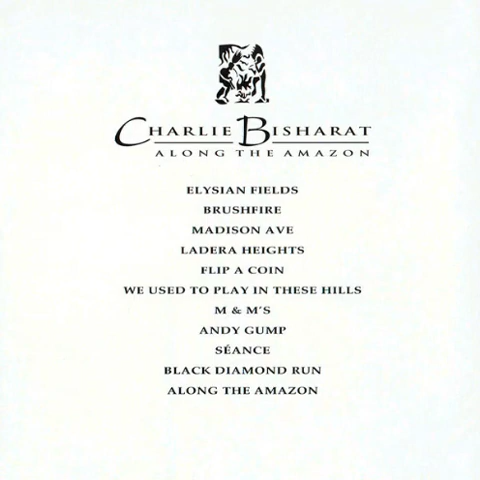 CHARLIE BISHARAT
ALONG THE AMAZON
ELYSIAN FIELDS
BRUSHFIRE
MADISON AVE
LADERA HEIGHTS
FLIP A COIN
WE USED TO PLAY IN THESE HILLS
M & M'S
ANDY GUMP
SÉANCE
BLACK DIAMOND RUN
ALONG THE AMAZON